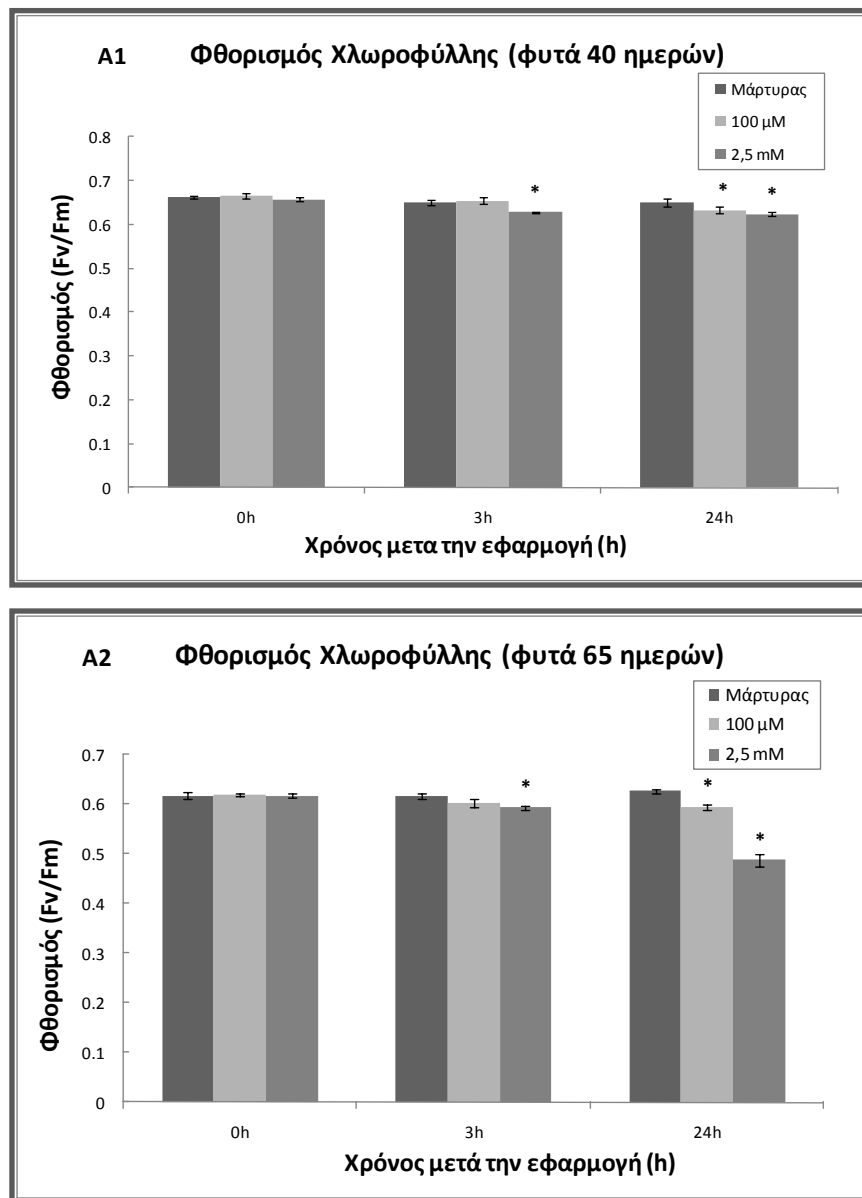 A1 Φθορισμός Χλωροφύλλης (φυτά 40 ημερών)
Μάρτυρας
100 μΜ
2,5 mM
Φθορισμός (Fv/Fm)
0.8
0.7
0.6
0.5
0.4
0.3
0.2
0.1
0
* * *
0h 3h 24h
Χρόνος μετα την εφαρμογή (h)
A2 Φθορισμός Χλωροφύλλης (φυτά 65 ημερών)
Μάρτυρας
100 μΜ
2,5 mM
Φθορισμός (Fv/Fm)
0.7
0.6
0.5
0.4
0.3
0.2
0.1
0
* * *
0h 3h 24h
Χρόνος μετά την εφαρμογή (h)